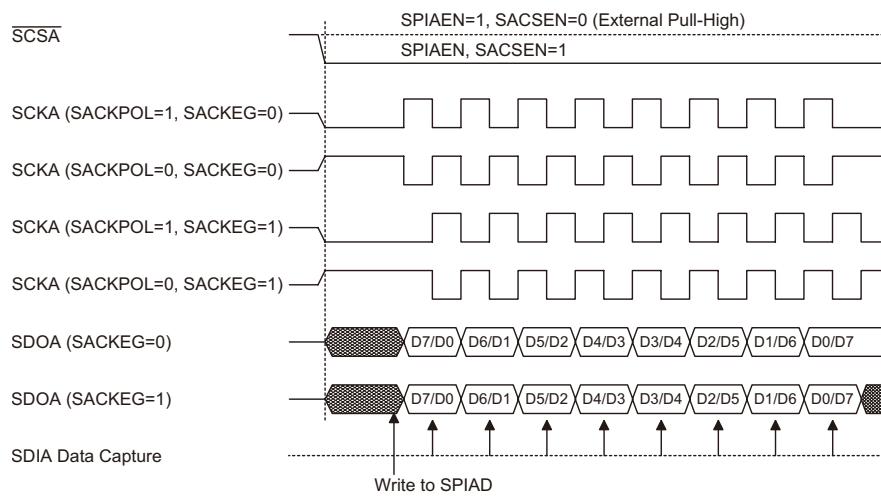 SPIAEN=1, SACSEN=0 (External Pull-High)
SCSA
SPIAEN, SACSEN=1
SCKA (SACKPOL=1, SACKEG=0)
SCKA (SACKPOL=0, SACKEG=0)
SCKA (SACKPOL=1, SACKEG=1)
SCKA (SACKPOL=0, SACKEG=1)
SDOA (SACKEG=0) D7/D0 D6/D1 D5/D2 D4/D3 D3/D4 D2/D5 D1/D6 D0/D7
SDOA (SACKEG=1) D7/D0 D6/D1 D5/D2 D4/D3 D3/D4 D2/D5 D1/D6 D0/D7
SDIA Data Capture
Write to SPIAD